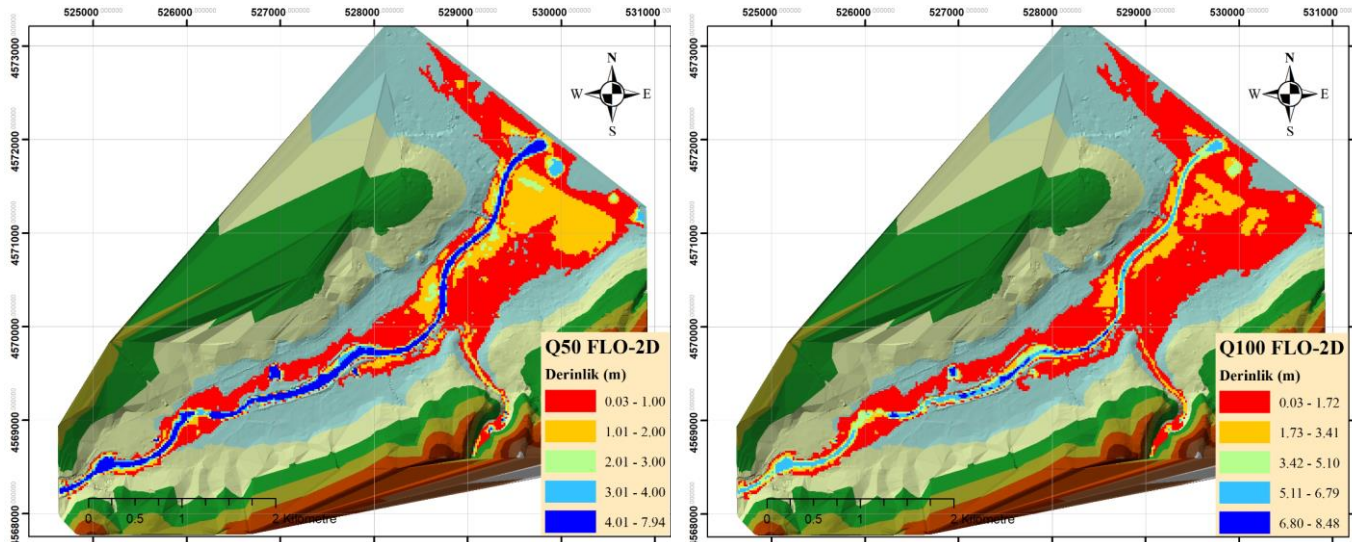 525000 526000 527000 528000 529000 530000 531000
4573000
4572000
4571000
4570000
4569000
4568000
N
W E
S
Q50 FLO-2D
Derinlik (m)
0.03 - 1.00
1.01 - 2.00
2.01 - 3.00
3.01 - 4.00
4.01 - 7.94
0 0.5 1 2 Kilometre
525000 526000 527000 528000 529000 530000 531000
4573000
4572000
4571000
4570000
4569000
4568000
N
W E
S
Q100 FLO-2D
Derinlik (m)
0.03 - 1.72
1.73 - 3.41
3.42 - 5.10
5.11 - 6.79
6.80 - 8.48
0 0.5 1 2 Kilometre